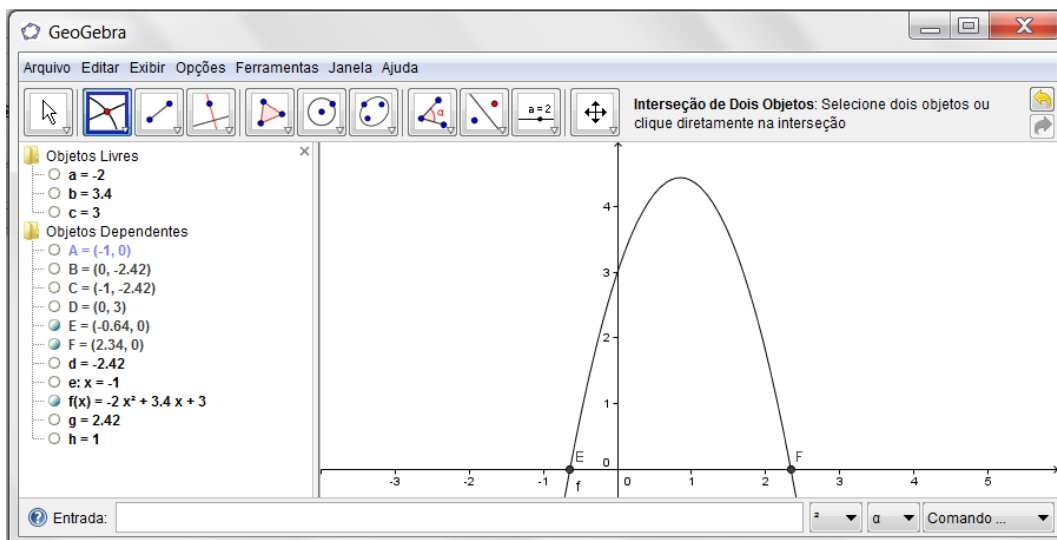 GeoGebra
Arquivo Editar Exibir Opções Ferramentas Janela Ajuda
a=2
Interseção de Dois Objetos: Selecione dois objetos ou
clique diretamente na interseção
Objetos Livres
a = -2
b = 3.4
c = 3
Objetos Dependentes
A = (-1, 0)
B = (0, -2.42)
C = (-1, -2.42)
D = (0, 3)
E = (-0.64, 0)
F = (2.34, 0)
d = -2.42
e: x = -1
f(x) = -2 x² + 3.4 x + 3
g = 2.42
h = 1
4
3
2
1
0
E
F
f
-3 -2 -1 0 1 2 3 4 5
Entrada:
² α Comando ...